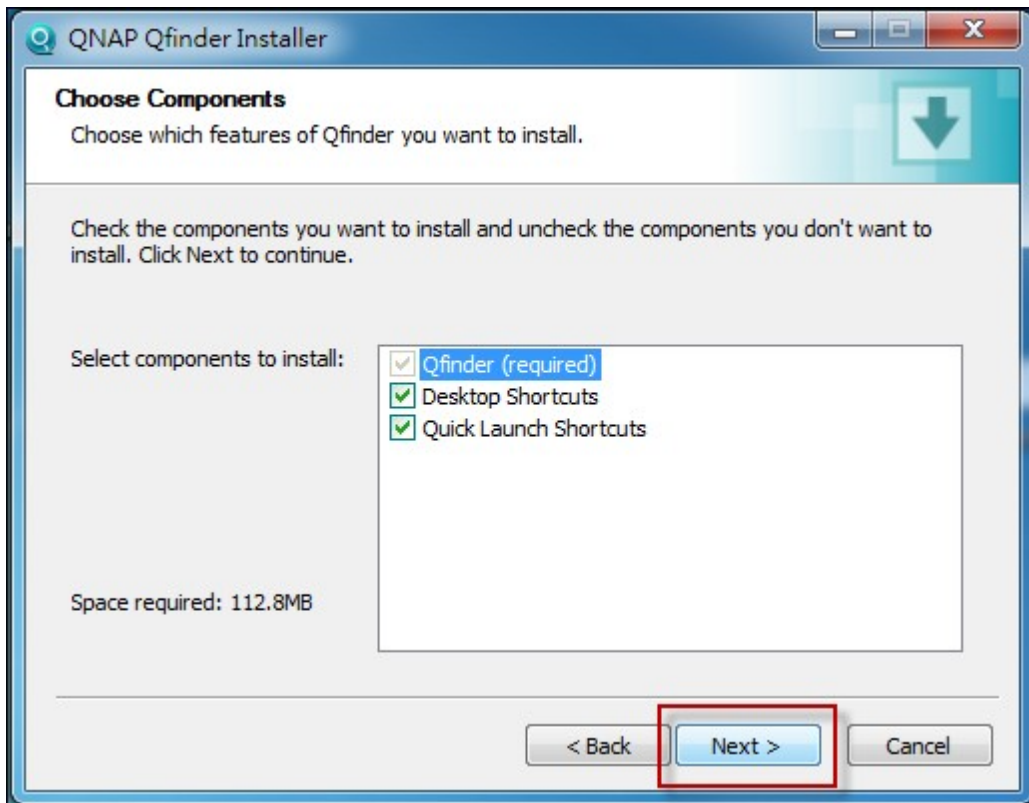 QNAP Qfinder Installer
Choose Components
Choose which features of Qfinder you want to install.
Check the components you want to install and uncheck the components you don't want to
install. Click Next to continue.
Select components to install:
Qfinder (required)
Desktop Shortcuts
Quick Launch Shortcuts
Space required: 112.8MB
< Back Next > Cancel